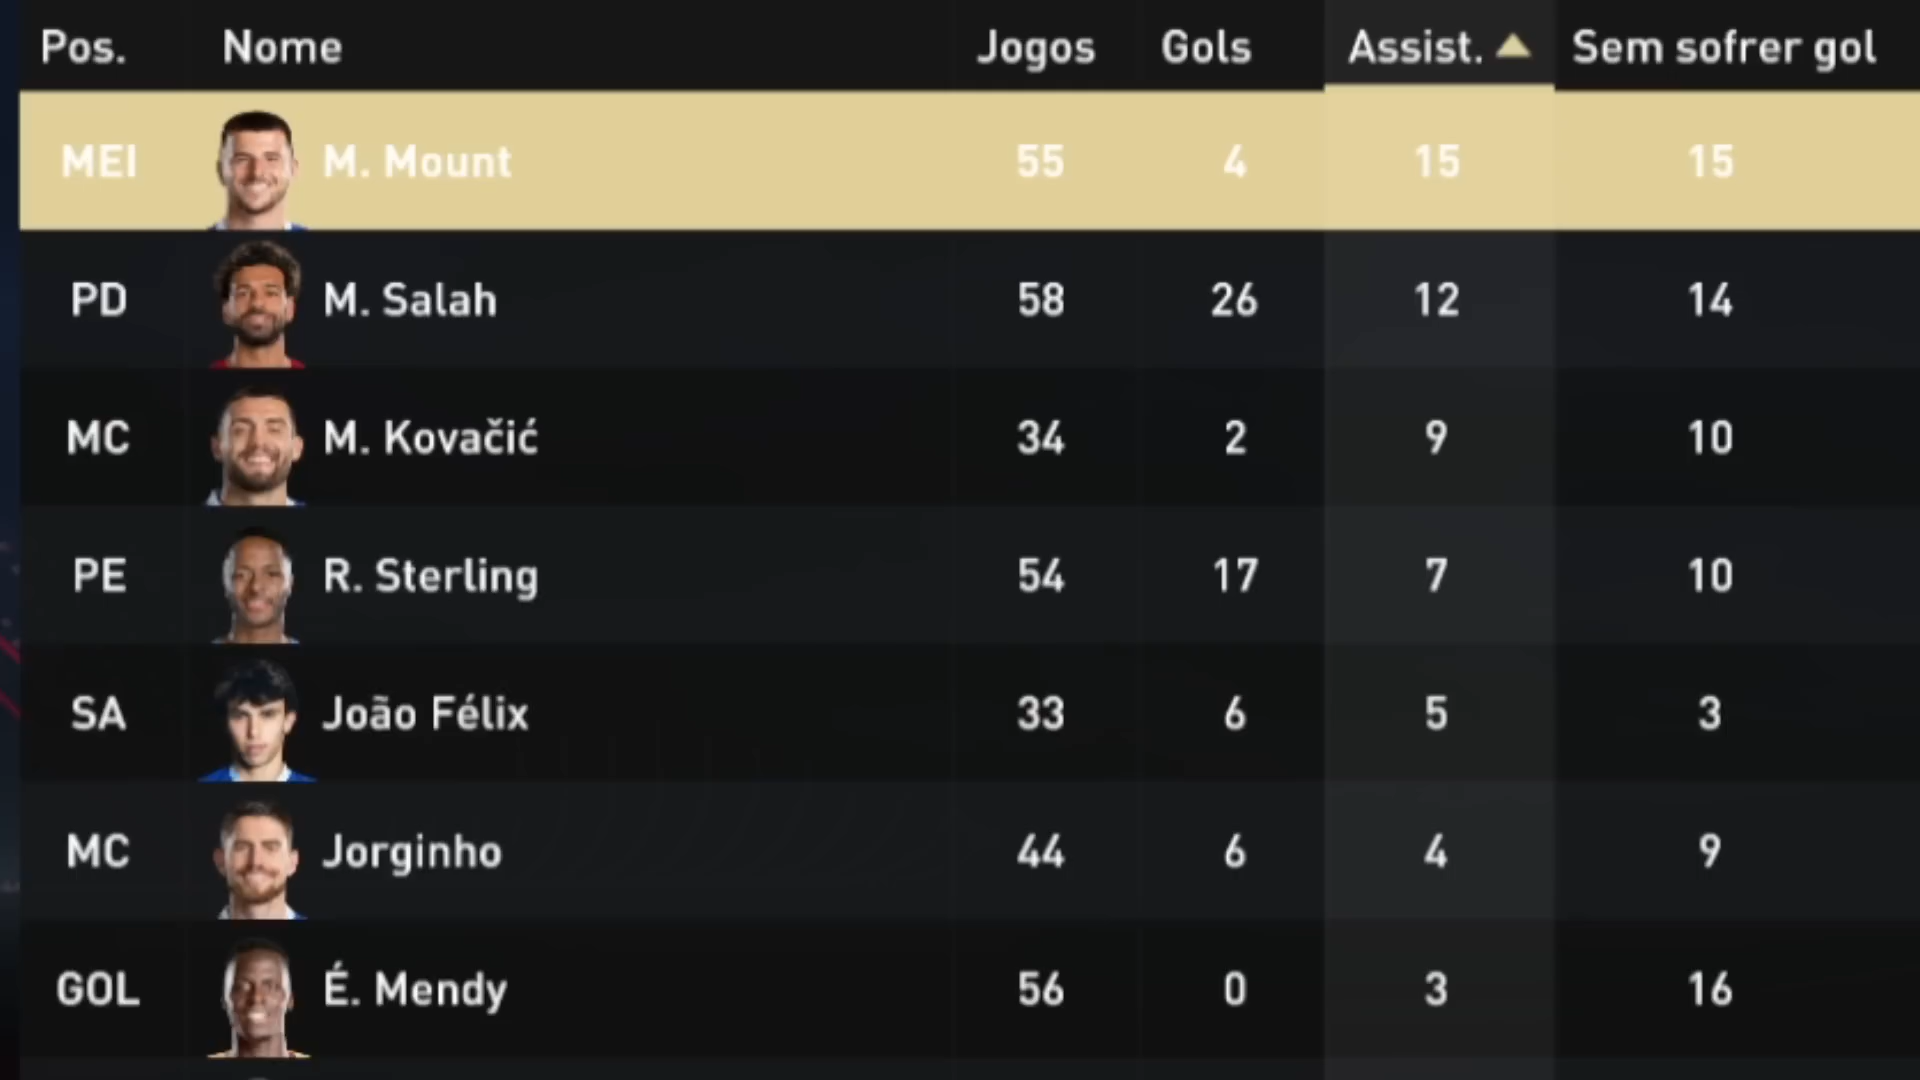 Pos. Nome Jogos Gols Assist. Sem sofrer gol
MEI M. Mount 55 4 15 15
PD M. Salah 58 26 12 14
MC M. Kovačić 34 2 9 10
PE R. Sterling 54 17 7 10
SA João Félix 33 6 5 3
MC Jorginho 44 6 4 9
GOL É. Mendy 56 0 3 16